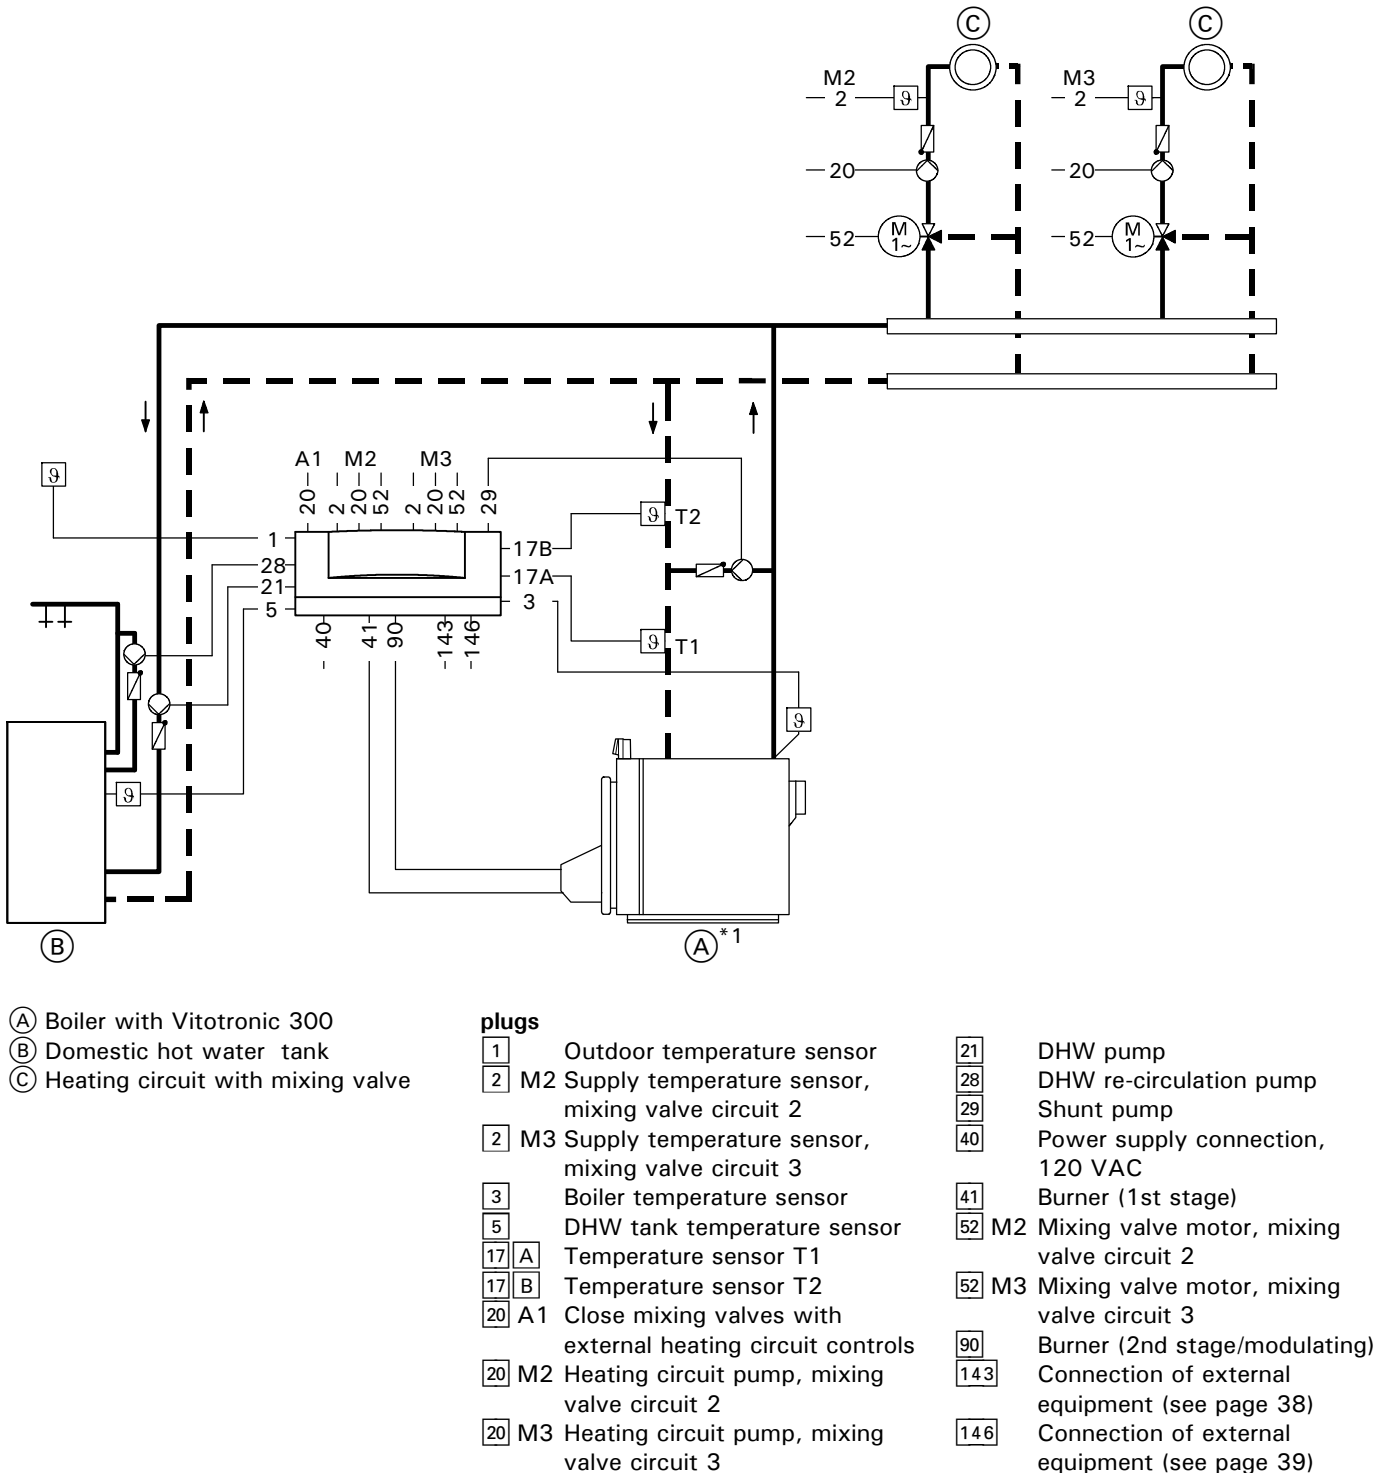 C C
M2 M3
2 ϑ 2 ϑ
20 20
52 M 1~ 52 M 1~
ϑ
A1 M2 M3
20 2 20 52 2 20 52 29
ϑ T2
1 17B
28 17A
21 3
5
40 41 90 143 146
ϑ T1
ϑ
ϑ
B
A *1
A Boiler with Vitotronic 300
B Domestic hot water tank
C Heating circuit with mixing valve
plugs
1 Outdoor temperature sensor
2 M2 Supply temperature sensor,
mixing valve circuit 2
2 M3 Supply temperature sensor,
mixing valve circuit 3
3 Boiler temperature sensor
5 DHW tank temperature sensor
17 A Temperature sensor T1
17 B Temperature sensor T2
20 A1 Close mixing valves with
external heating circuit controls
20 M2 Heating circuit pump, mixing
valve circuit 2
20 M3 Heating circuit pump, mixing
valve circuit 3
21 DHW pump
28 DHW re-circulation pump
29 Shunt pump
40 Power supply connection,
120 VAC
41 Burner (1st stage)
52 M2 Mixing valve motor, mixing
valve circuit 2
52 M3 Mixing valve motor, mixing
valve circuit 3
90 Burner (2nd stage/modulating)
143 Connection of external
equipment (see page 38)
146 Connection of external
equipment (see page 39)